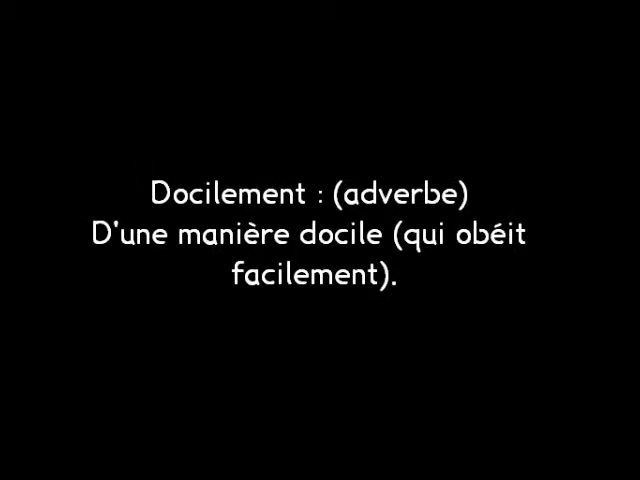 Docilement : (adverbe)
D'une manière docile (qui obéit
facilement).